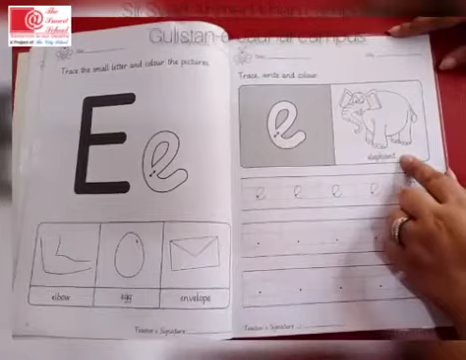 The Smart School
A Project of: The City School
Gulistan-e-
campus
Trace the small letter and colour the pictures.
E e
elbow
egg
envelope
Teacher's Signature
Trace, write and colour.
e
elephant
e e e e
Teacher's Signature